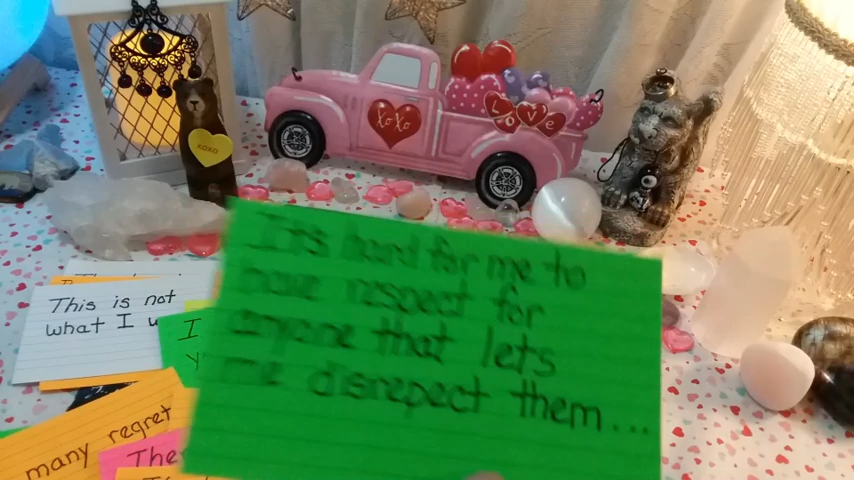 xoxo
XoXo
Love
It's hard for me to
have respect for
anyone that lets
me disrepect them...
This is not
what I w
I
y
many regret
The